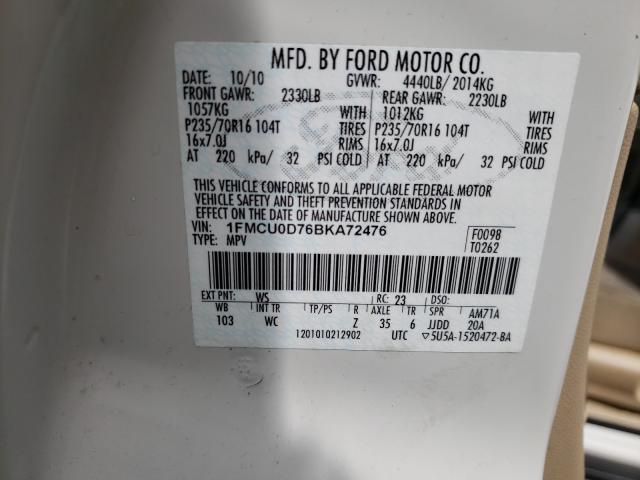 MFD. BY FORD MOTOR CO.
DATE: 10/10 GVWR: 4440LB/ 2014KG
FRONT GAWR: 2330LB REAR GAWR: 2230LB
1057KG WITH 1012KG WITH
P235/70R16 104T TIRES P235/70R16 104T TIRES
16x7.0J RIMS 16x7.0J RIMS
AT 220 kPa/ 32 PSI COLD AT 220 kPa/ 32 PSI COLD
THIS VEHICLE CONFORMS TO ALL APPLICABLE FEDERAL MOTOR
VEHICLE SAFETY AND THEFT PREVENTION STANDARDS IN
EFFECT ON THE DATE OF MANUFACTURE SHOWN ABOVE.
VIN: 1FMCU0D76BKA72476 F0098
TYPE: MPV T0262
EXT PNT: WS RC: 23 DSO:
WB INT TR TP/PS R AXLE TR SPR AM71A
103 WC Z 35 6 JJDD 20A
1201010212902 UTC ▽5U5A-1520472-BA